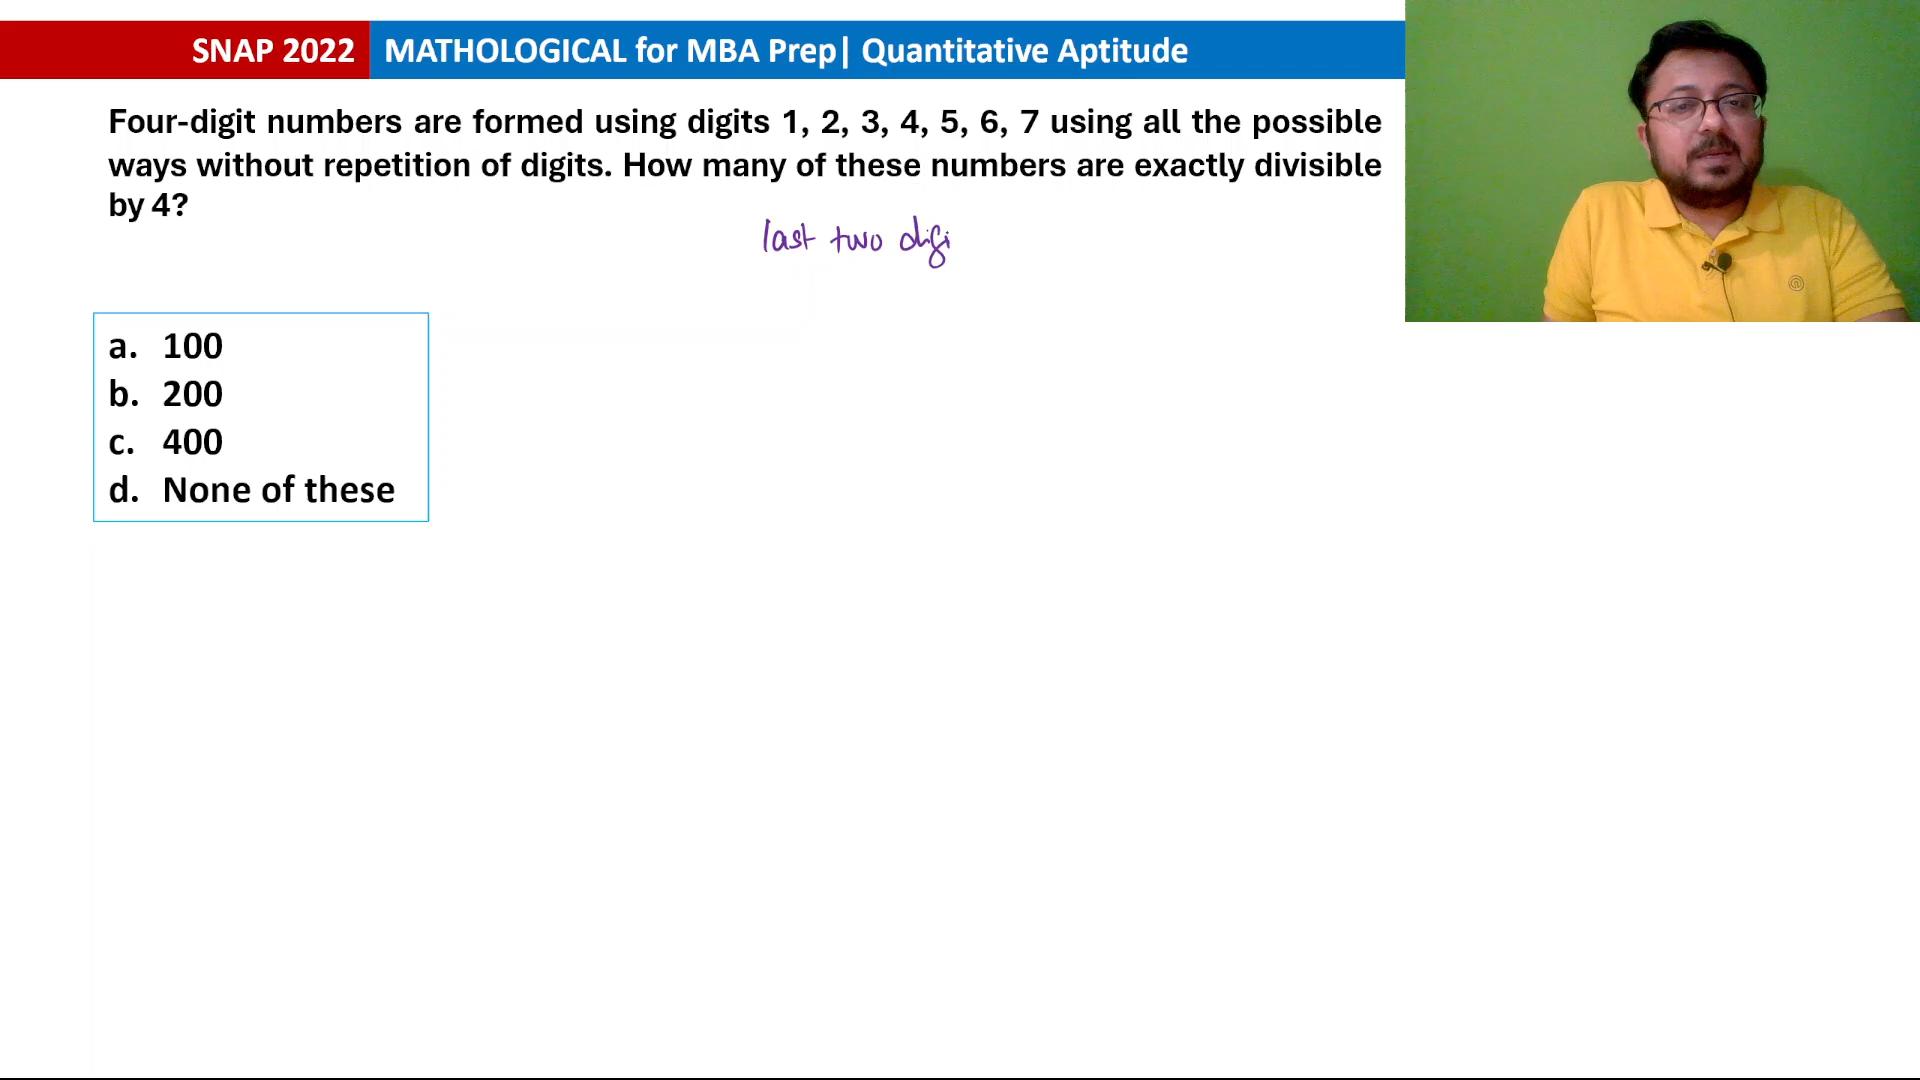 SNAP 2022 MATHOLOGICAL for MBA Prep| Quantitative Aptitude
Four-digit numbers are formed using digits 1, 2, 3, 4, 5, 6, 7 using all the possible
ways without repetition of digits. How many of these numbers are exactly divisible
by 4?
last two digi
a. 100
b. 200
c. 400
d. None of these